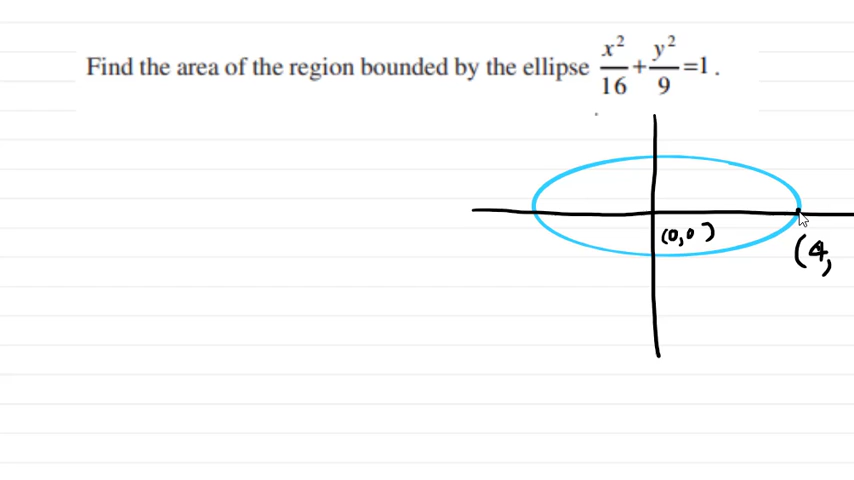 Find the area of the region bounded by the ellipse x²/16 + y²/9 = 1 .
(0,0)
(4,